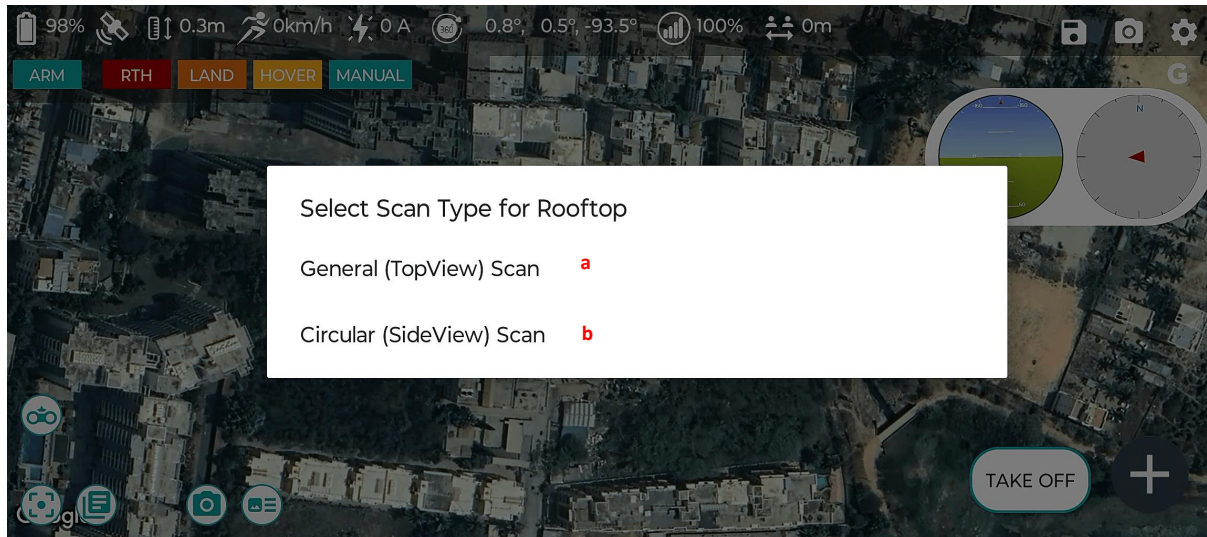 98% 0.3m 0km/h 0 A 360 0.8°, 0.5°, -93.5° 100% 0m
ARM RTH LAND HOVER MANUAL
G
N
Select Scan Type for Rooftop
General (TopView) Scan a
Circular (SideView) Scan b
TAKE OFF